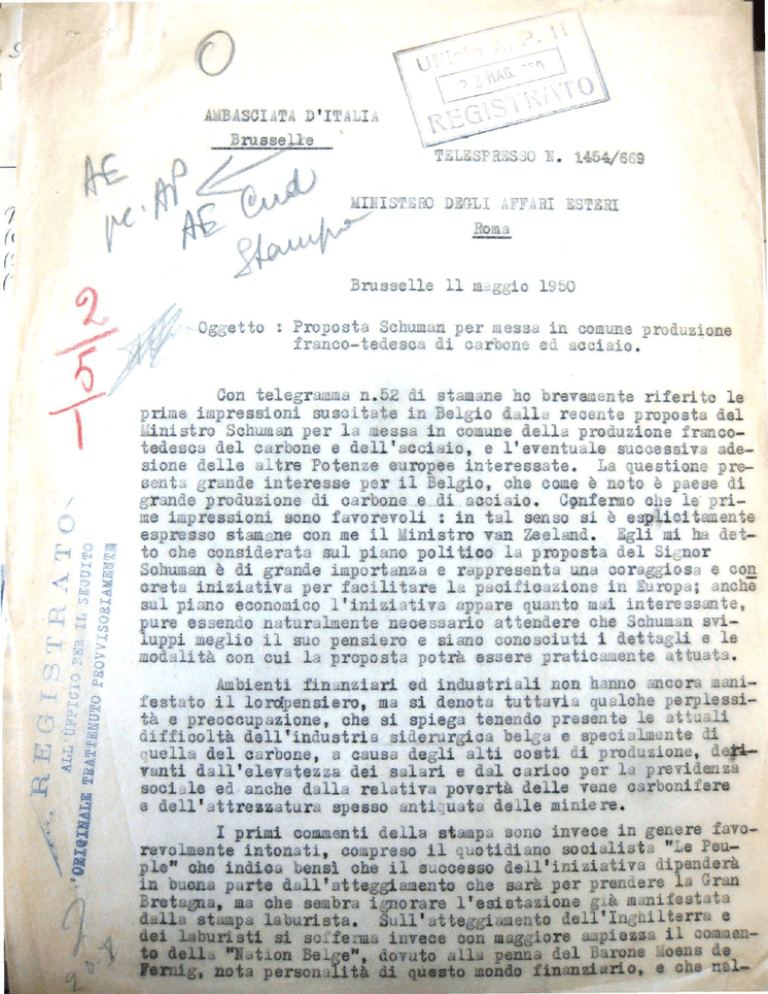 O
Ufficio A.P. II
23 MAG. 1950
REGISTRATO
AMBASCIATA D'ITALIA
Brusselle
TELESPRESSO N. 1454/669
AE
pc. AP
AE Cud
Stampa
MINISTERO DEGLI AFFARI ESTERI
Roma
Brusselle 11 maggio 1950
2
5
1
Oggetto : Proposta Schuman per messa in comune produzione
franco-tedesca di carbone ed acciaio.
Con telegramma n.52 di stamane ho brevemente riferito le
prime impressioni suscitate in Belgio dalla recente proposta del
Ministro Schuman per la messa in comune della produzione franco-
tedesca del carbone e dell'acciaio, e l'eventuale successiva ade-
sione delle altre Potenze europee interessate. La questione pre-
senta grande interesse per il Belgio, che come è noto è paese di
grande produzione di carbone e di acciaio. Confermo che le pri-
me impressioni sono favorevoli : in tal senso si è esplicitamente
espresso stamane con me il Ministro van Zeeland. Egli mi ha det-
to che considerata sul piano politico la proposta del Signor
Schuman è di grande importanza e rappresenta una coraggiosa e con
creta iniziativa per facilitare la pacificazione in Europa; anche
sul piano economico l'iniziativa appare quanto mai interessante,
pure essendo naturalmente necessario attendere che Schuman svi-
luppi meglio il suo pensiero e siano conosciuti i dettagli e le
modalità con cui la proposta potrà essere praticamente attuata.
Ambienti finanziari ed industriali non hanno ancora mani-
festato il loro pensiero, ma si denota tuttavia qualche perplessi-
tà e preoccupazione, che si spiega tenendo presente le attuali
difficoltà dell'industria siderurgica belga e specialmente di
quella del carbone, a causa degli alti costi di produzione, deri-
vanti dall'elevatezza dei salari e dal carico per la previdenza
sociale ed anche dalla relativa povertà delle vene carbonifere
e dell'attrezzatura spesso antiquata delle miniere.
I primi commenti della stampa sono invece in genere favo-
revolmente intonati, compreso il quotidiano socialista "Le Peu-
ple" che indica bensì che il successo dell'iniziativa dipenderà
in buona parte dall'atteggiamento che sarà per prendere la Gran
Bretagna, ma che sembra ignorare l'esistazione già manifestata
dalla stampa laburista. Sull'atteggiamento dell'Inghilterra e
dei laburisti si sofferma invece con maggiore ampiezza il commen-
to della "Nation Belge", dovuto alla penna del Barone Moens de
Fernig, nota personalità di questo mondo finanziario, e che nel-
REGISTRATO
ALL'UFFICIO PER IL SEGUITO
"ORIGINALE TRATTENUTO PROVVISORIAMENTE